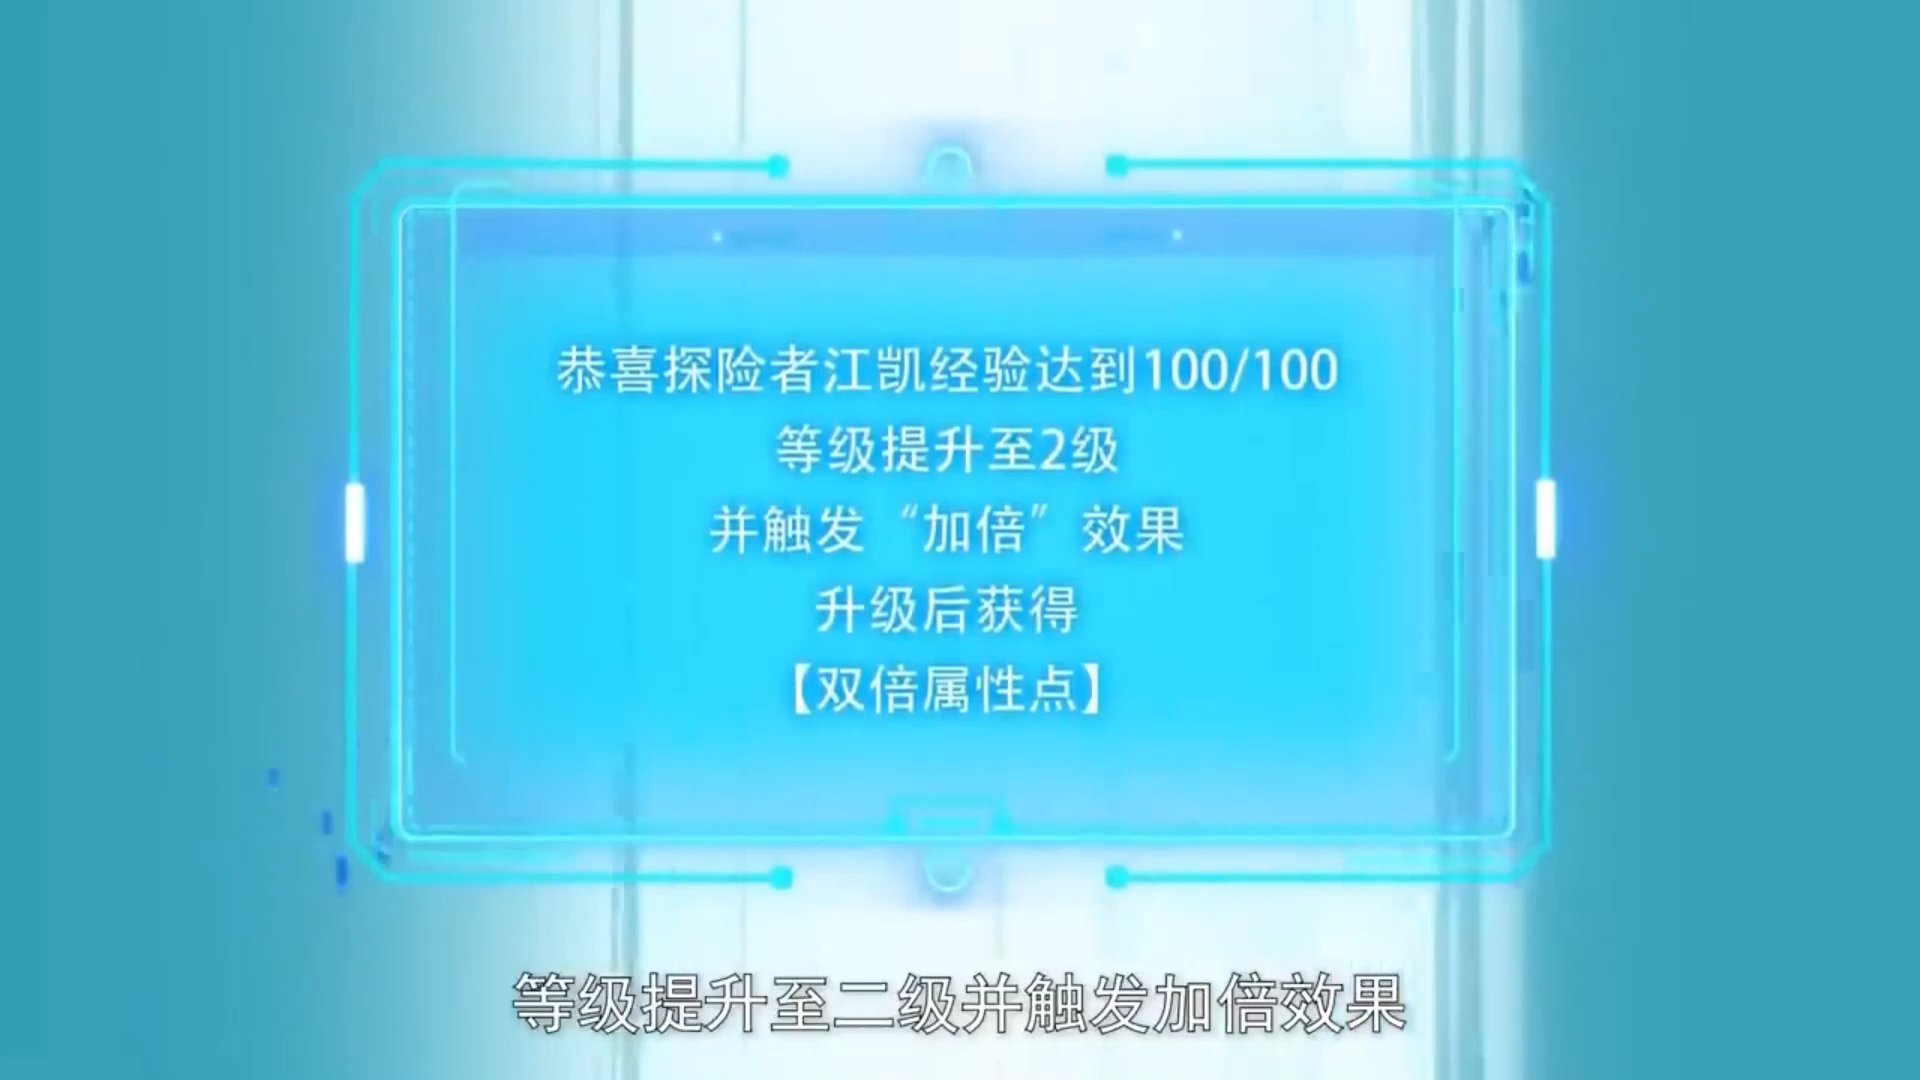 恭喜探险者江凯经验达到100/100
等级提升至2级
并触发“加倍”效果
升级后获得
【双倍属性点】
等级提升至二级并触发加倍效果